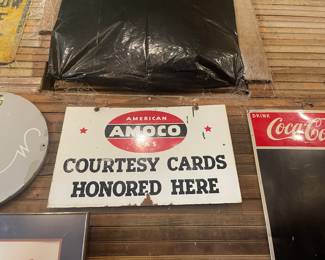 AMERICAN
AMOCO
COURTESY CARDS
HONORED HERE
DRINK
Coca-Co